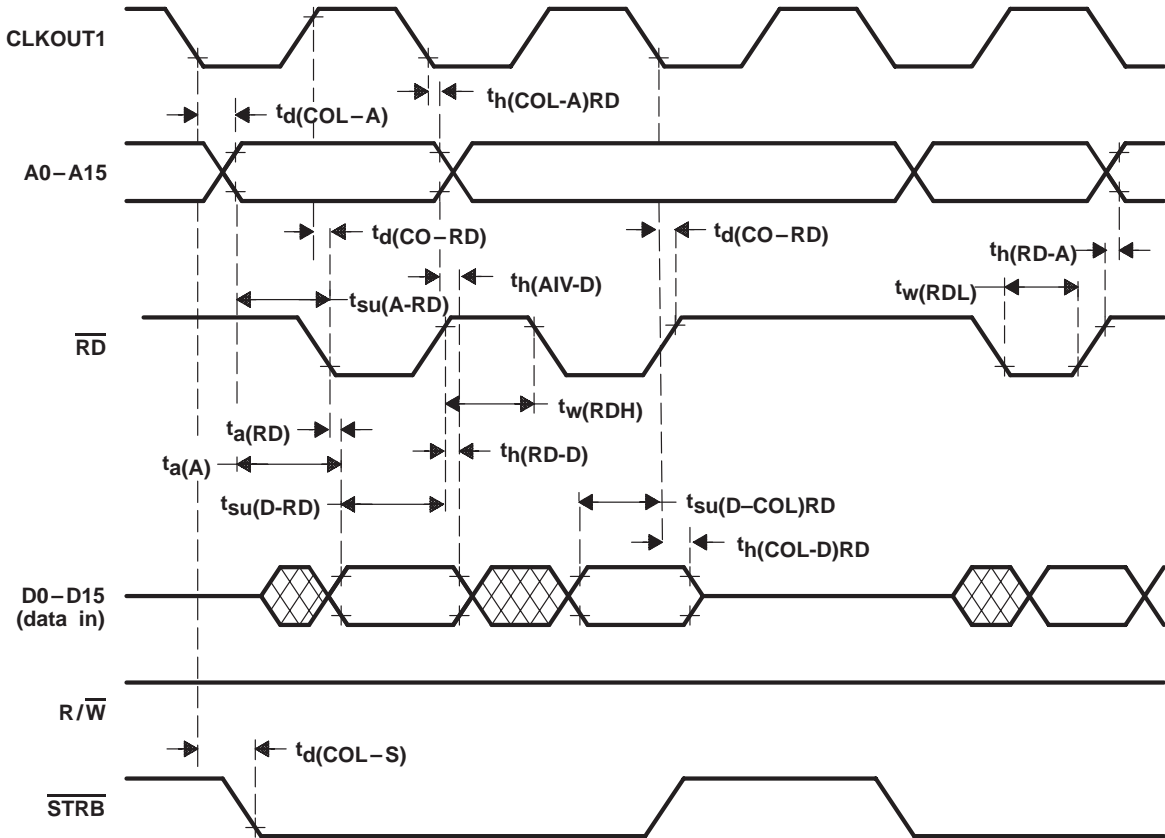 CLKOUT1
th(COL-A)RD
td(COL–A)
A0–A15
td(CO–RD)
td(CO–RD)
th(RD-A)
th(AIV-D)
tw(RDL)
tsu(A-RD)
RD
tw(RDH)
ta(RD)
th(RD-D)
ta(A)
tsu(D-RD)
tsu(D–COL)RD
th(COL-D)RD
D0–D15
(data in)
R/W
td(COL–S)
STRB